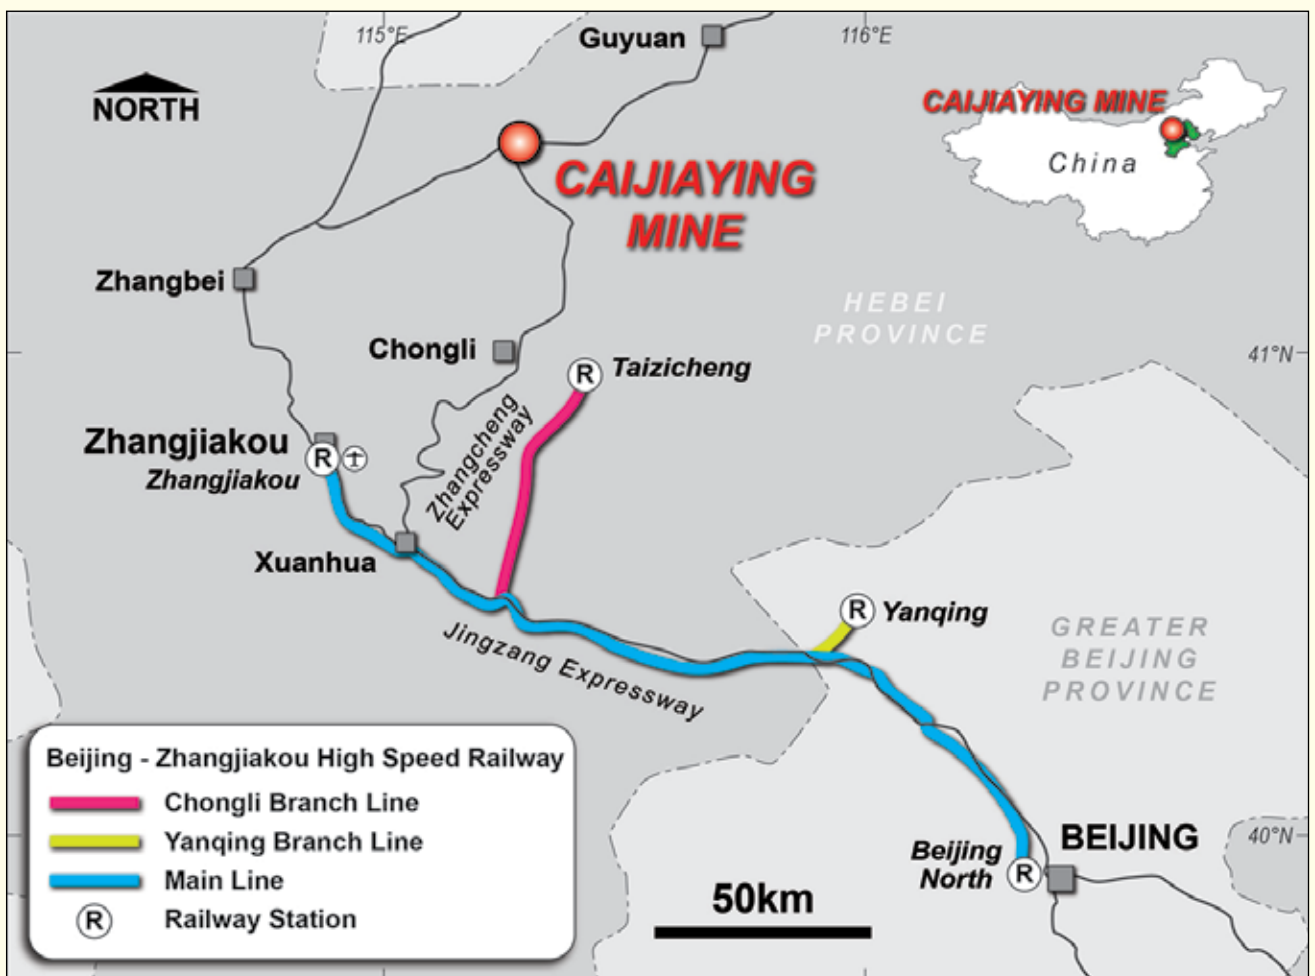 115°E
Guyuan
116°E
NORTH
CAIJIAYING MINE
China
CAIJIAYING
MINE
Zhangbei
HEBEI
PROVINCE
Chongli
41°N
R
Taizicheng
Zhangcheng
Expressway
Zhangjiakou
R
Zhangjiakou
Xuanhua
R
Yanqing
GREATER
BEIJING
PROVINCE
Jingzang Expressway
Beijing - Zhangjiakou High Speed Railway
Chongli Branch Line
Yanqing Branch Line
Main Line
R
Railway Station
BEIJING
40°N
Beijing
North
R
50km